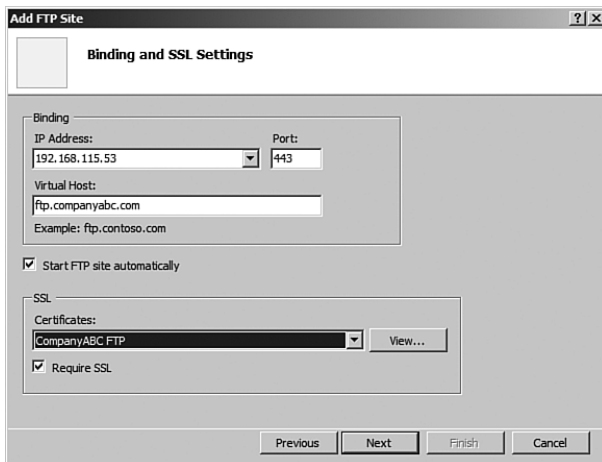 Add FTP Site
Binding and SSL Settings
Binding
IP Address: Port:
192.168.115.53 443
Virtual Host:
ftp.companyabc.com
Example: ftp.contoso.com
Start FTP site automatically
SSL
Certificates:
CompanyABC FTP View...
Require SSL
Previous Next Finish Cancel